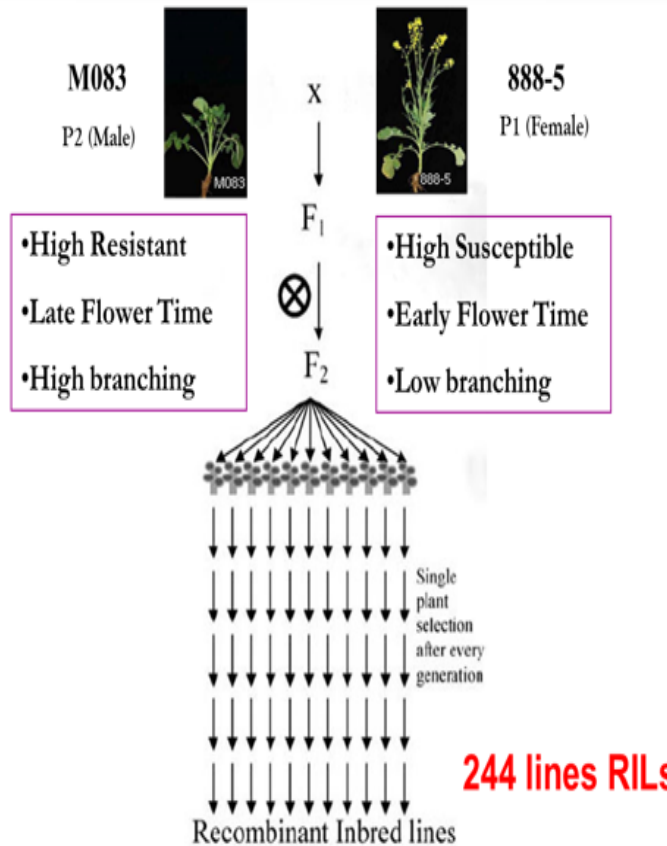 M083
P2 (Male)
M083
x
888-5
888-5
P1 (Female)
F₁
•High Resistant
•Late Flower Time
•High branching
•High Susceptible
•Early Flower Time
•Low branching
F₂
Single
plant
selection
after every
generation
244 lines RILs
Recombinant Inbred lines